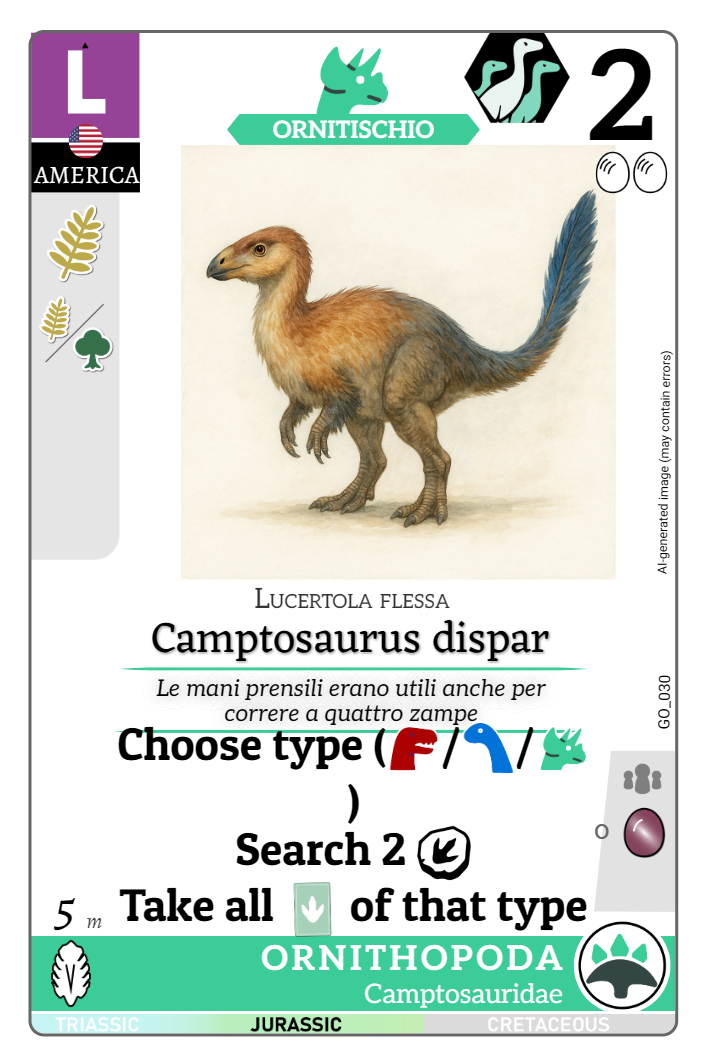 L
AMERICA
ORNITISCHIO
2
AI-generated image (may contain errors)
Lucertola flessa
Camptosaurus dispar
Le mani prensili erano utili anche per
correre a quattro zampe
GO_030
Choose type ( / /
)
Search 2
Take all of that type
O
5 m
ORNITHOPODA
Camptosauridae
TRIASSIC JURASSIC CRETACEOUS